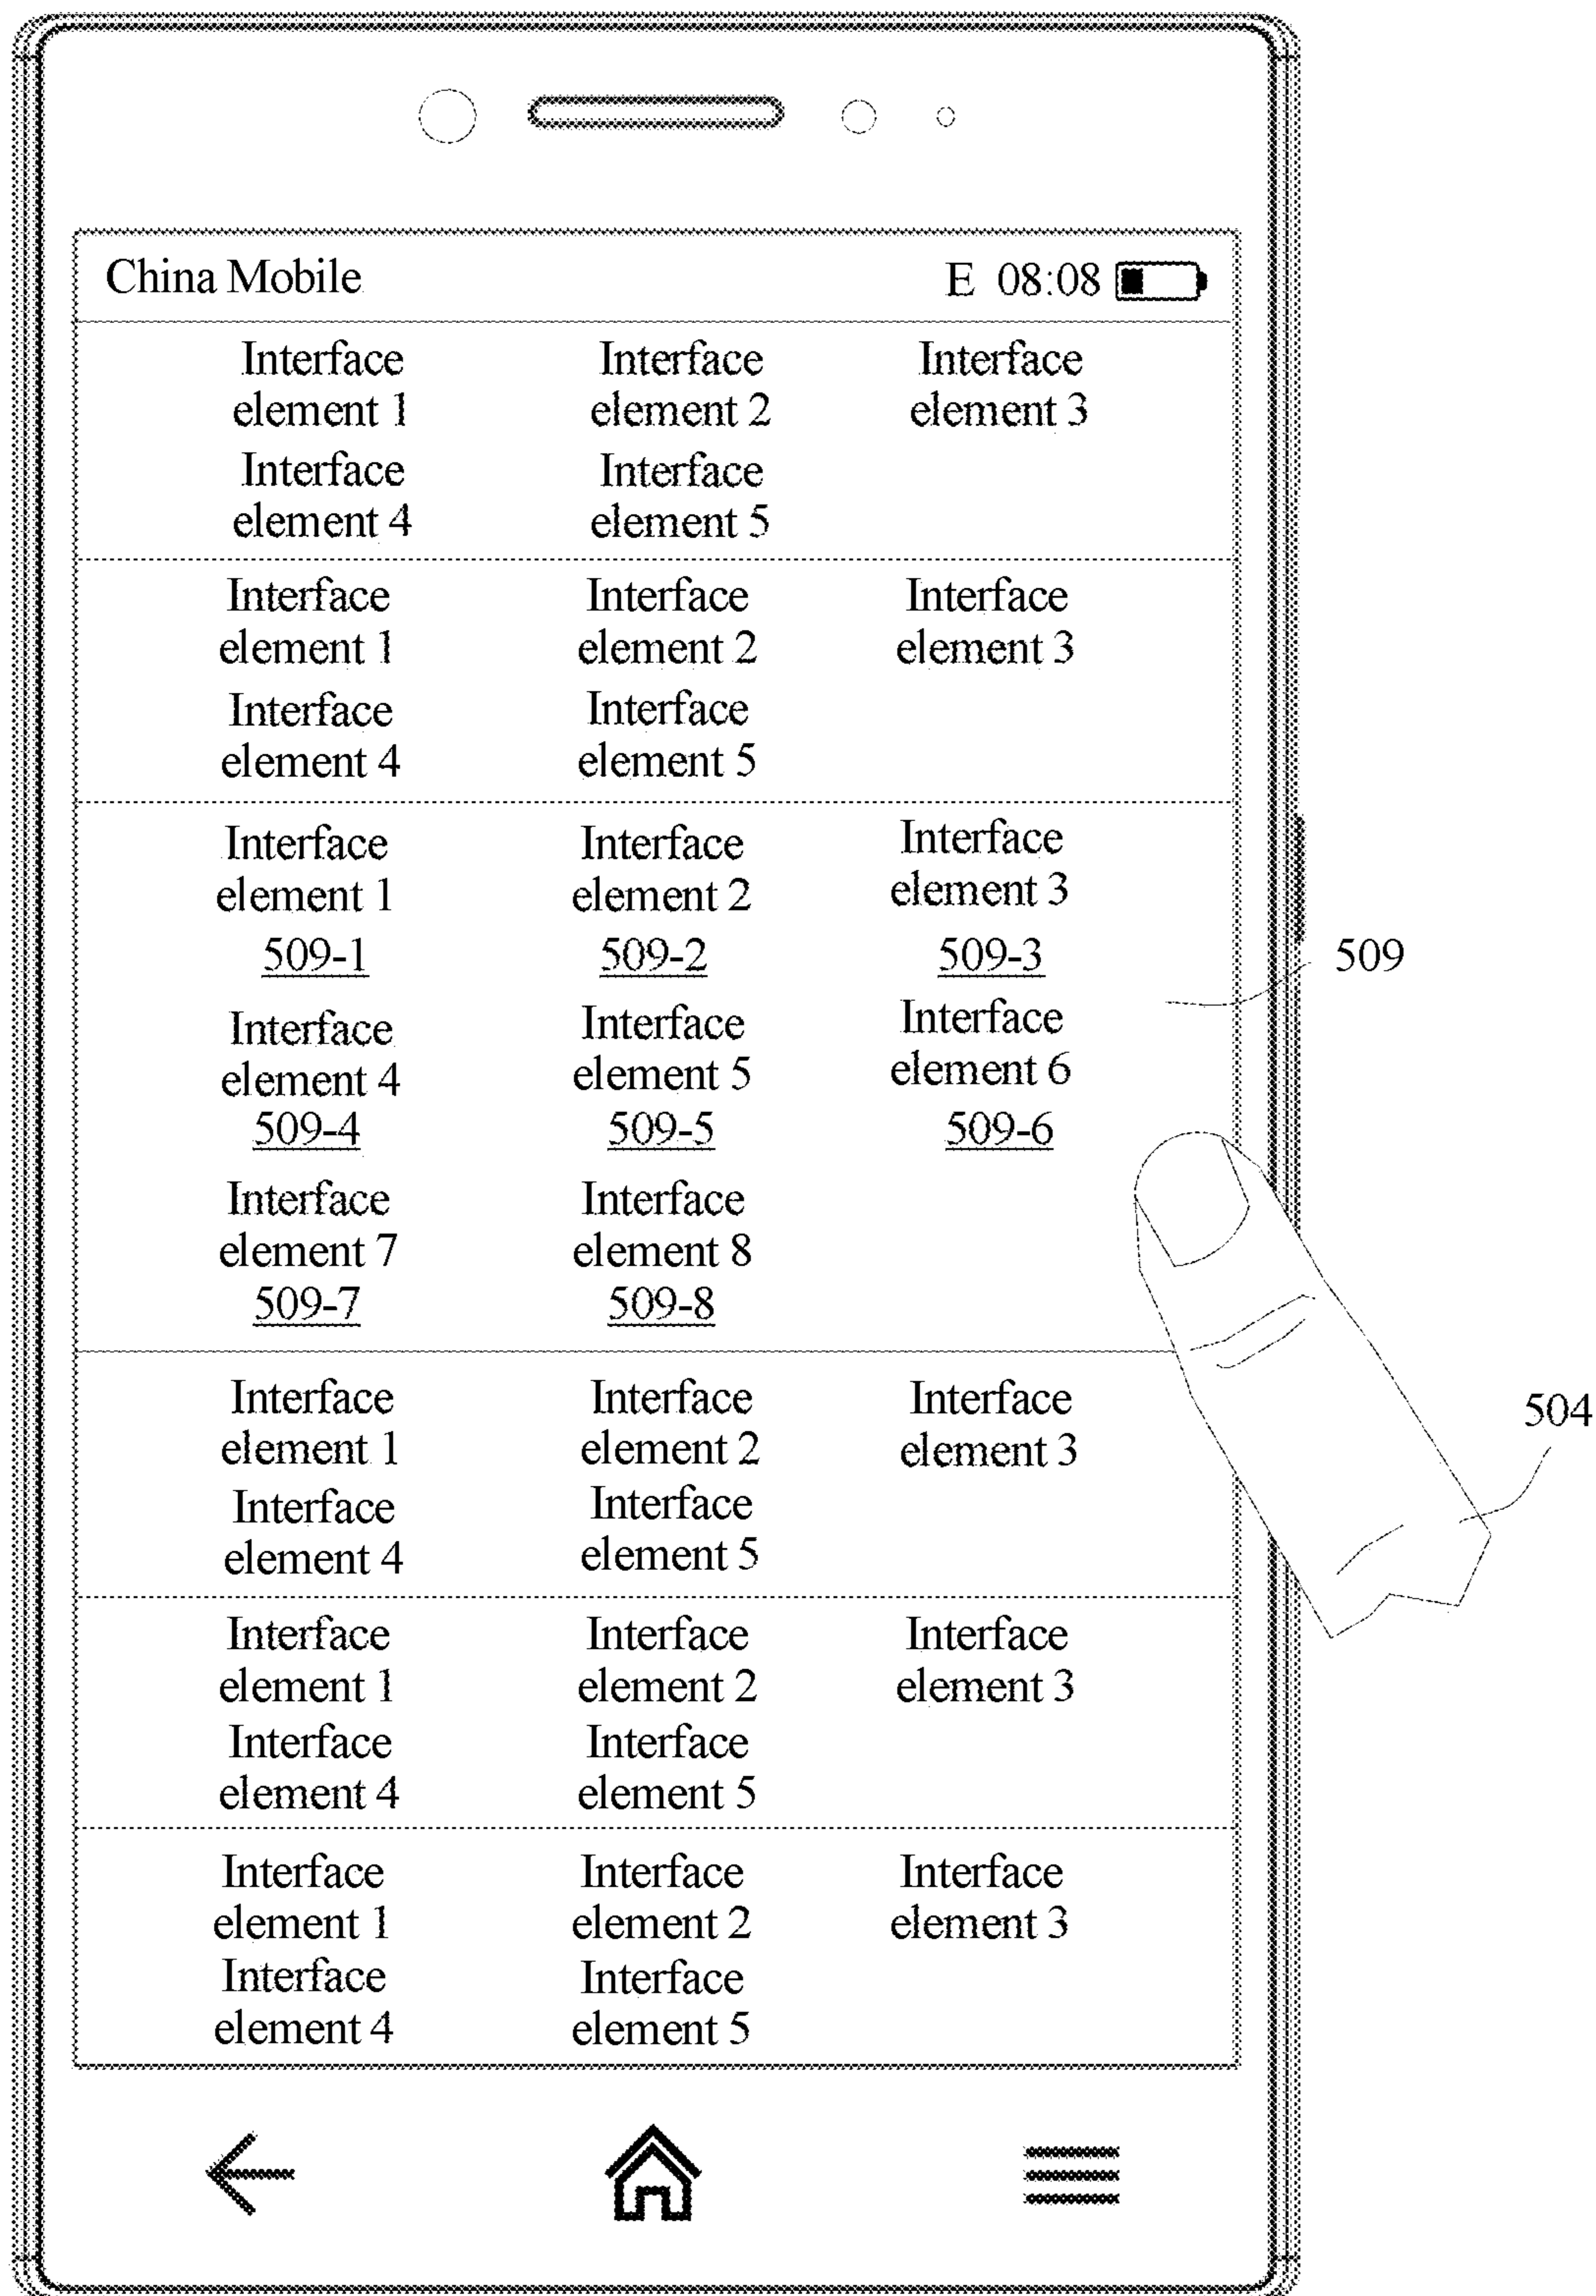 China Mobile E 08:08
Interface Interface Interface
element 1 element 2 element 3
Interface Interface
element 4 element 5
Interface Interface Interface
element 1 element 2 element 3
Interface Interface
element 4 element 5
Interface Interface Interface
element 1 element 2 element 3
509-1 509-2 509-3 509
Interface Interface Interface
element 4 element 5 element 6
509-4 509-5 509-6
Interface Interface
element 7 element 8
509-7 509-8
Interface Interface Interface
504
element 1 element 2 element 3
Interface Interface
element 4 element 5
Interface Interface Interface
element 1 element 2 element 3
Interface Interface
element 4 element 5
Interface Interface Interface
element 1 element 2 element 3
Interface Interface
element 4 element 5